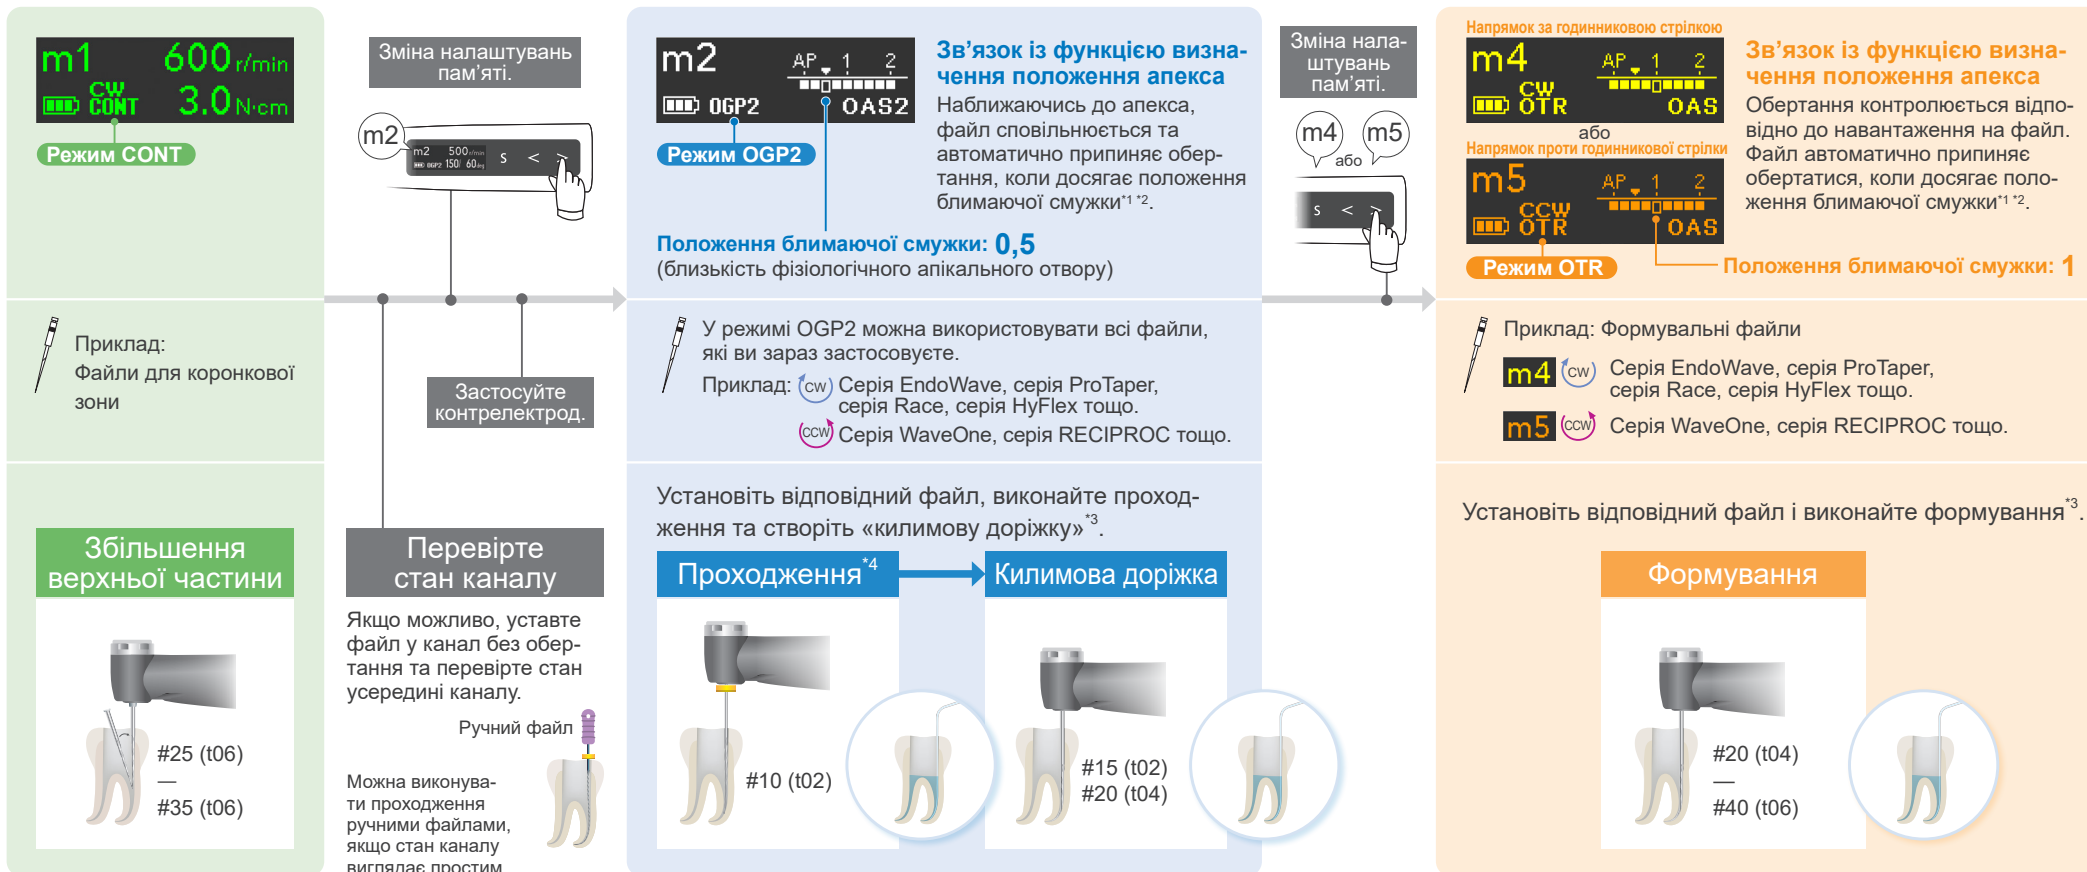 m1 600 r/min
CW
CONT 3.0 N·cm
Режим CONT
Приклад:
Файли для коронкової
зони
Збільшення
верхньої частини
#25 (t06)
—
#35 (t06)
Зміна налаштувань
пам’яті.
m2
m2 500 r/min
OGP2 150 60 deg
S < >
Застосуйте
контрелектрод.
Перевірте
стан каналу
Якщо можливо, уставте
файл у канал без обер-
тання та перевірте стан
усередині каналу.
Ручний файл
Можна виконува-
ти проходження
ручними файлами,
якщо стан каналу
виглядає простим
m2 AP 1 2
OGP2 OAS2
Режим OGP2
Зв’язок із функцією визна-
чення положення апекса
Наближаючись до апекса,
файл сповільнюється та
автоматично припиняє обер-
тання, коли досягає положення
блимаючої смужки*1 *2.
Положення блимаючої смужки: 0,5
(близькість фізіологічного апікального отвору)
У режимі OGP2 можна використовувати всі файли,
які ви зараз застосовуєте.
Приклад: CW Серія EndoWave, серія ProTaper,
серія Race, серія HyFlex тощо.
CCW Серія WaveOne, серія RECIPROC тощо.
Установіть відповідний файл, виконайте проход-
ження та створіть «килимову доріжку»*3.
Проходження*4
Килимова доріжка
#10 (t02)
#15 (t02)
#20 (t04)
Зміна нала-
штувань
пам’яті.
m4 або m5
S < >
Напрямок за годинниковою стрілкою
m4 AP 1 2
CW
OTR OAS
або
Напрямок проти годинникової стрілки
m5 AP 1 2
CCW
OTR OAS
Режим OTR
Зв’язок із функцією визна-
чення положення апекса
Обертання контролюється відпо-
відно до навантаження на файл.
Файл автоматично припиняє
обертатися, коли досягає поло-
ження блимаючої смужки*1 *2.
Положення блимаючої смужки: 1
Приклад: Формувальні файли
m4 CW Серія EndoWave, серія ProTaper,
серія Race, серія HyFlex тощо.
m5 CCW Серія WaveOne, серія RECIPROC тощо.
Установіть відповідний файл і виконайте формування*3.
Формування
#20 (t04)
—
#40 (t06)